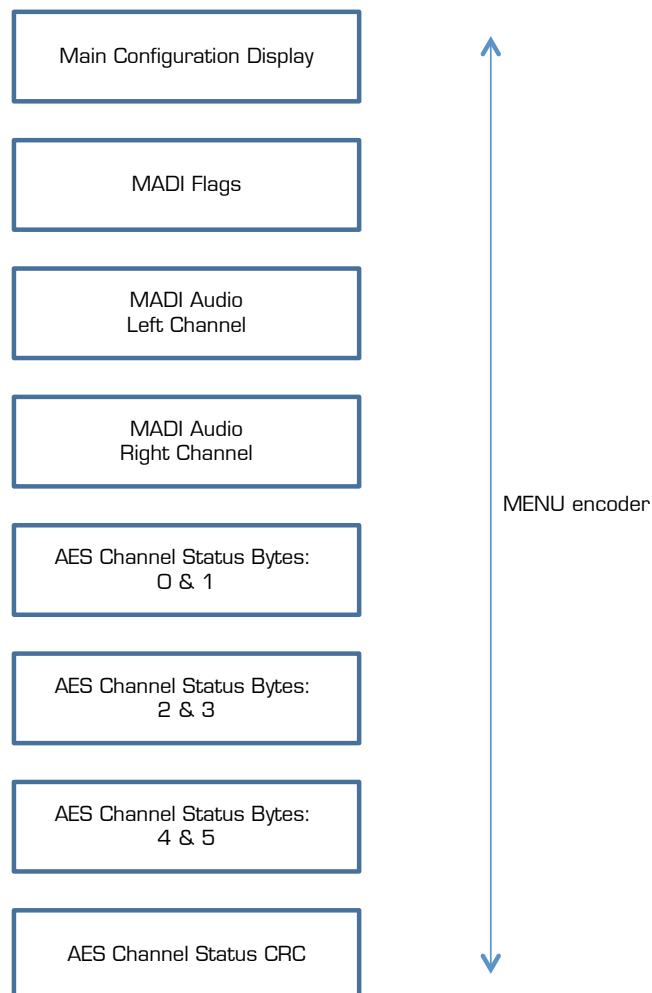 Main Configuration Display
MADI Flags
MADI Audio
Left Channel
MADI Audio
Right Channel
MENU encoder
AES Channel Status Bytes:
0 & 1
AES Channel Status Bytes:
2 & 3
AES Channel Status Bytes:
4 & 5
AES Channel Status CRC